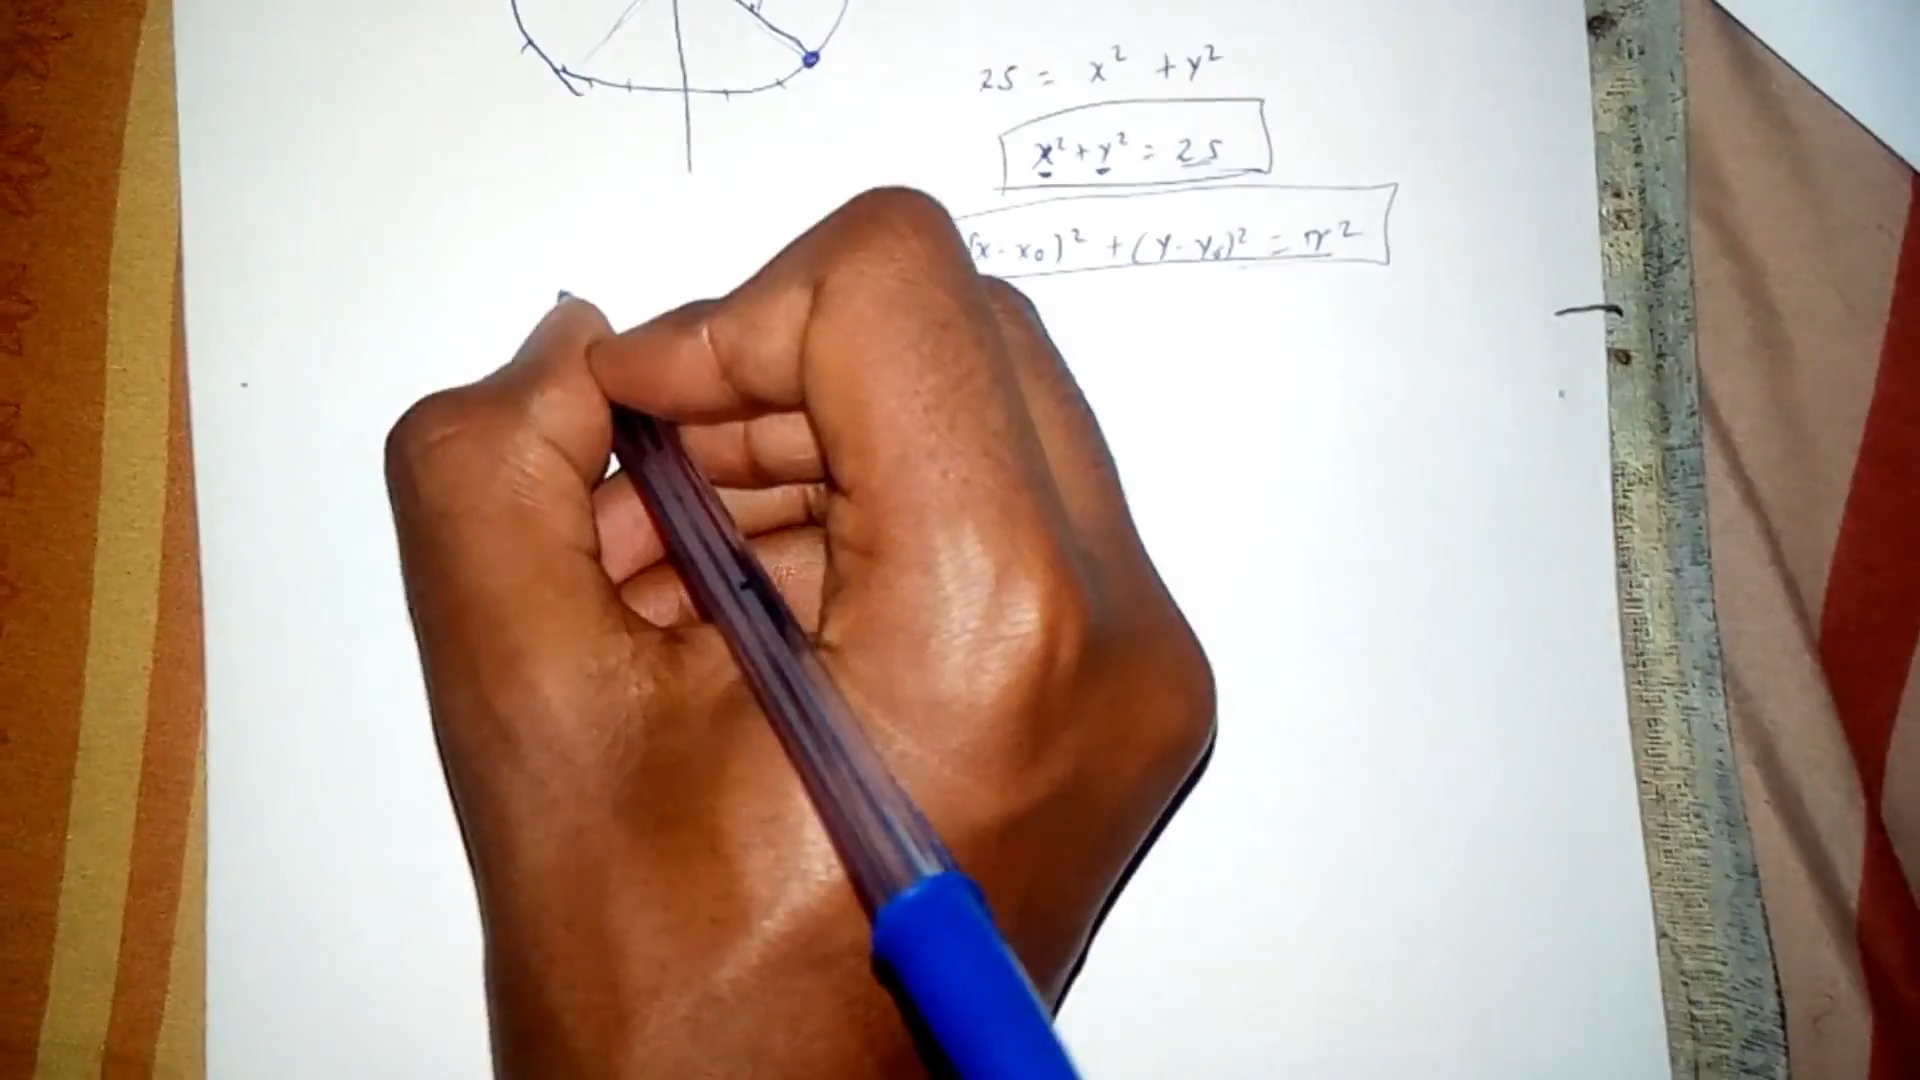 25 = x² + y²
x² + y² = 25
(x - x₀)² + (y - y₀)² = r²